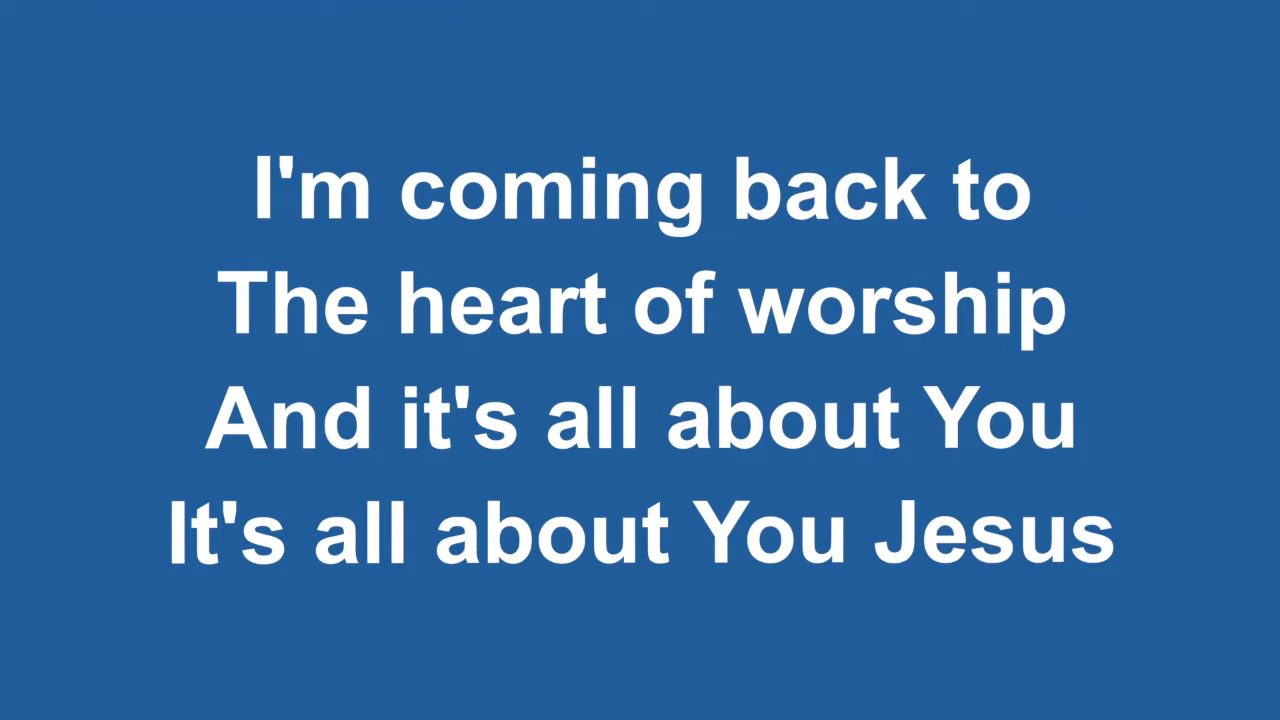 I'm coming back to
The heart of worship
And it's all about You
It's all about You Jesus